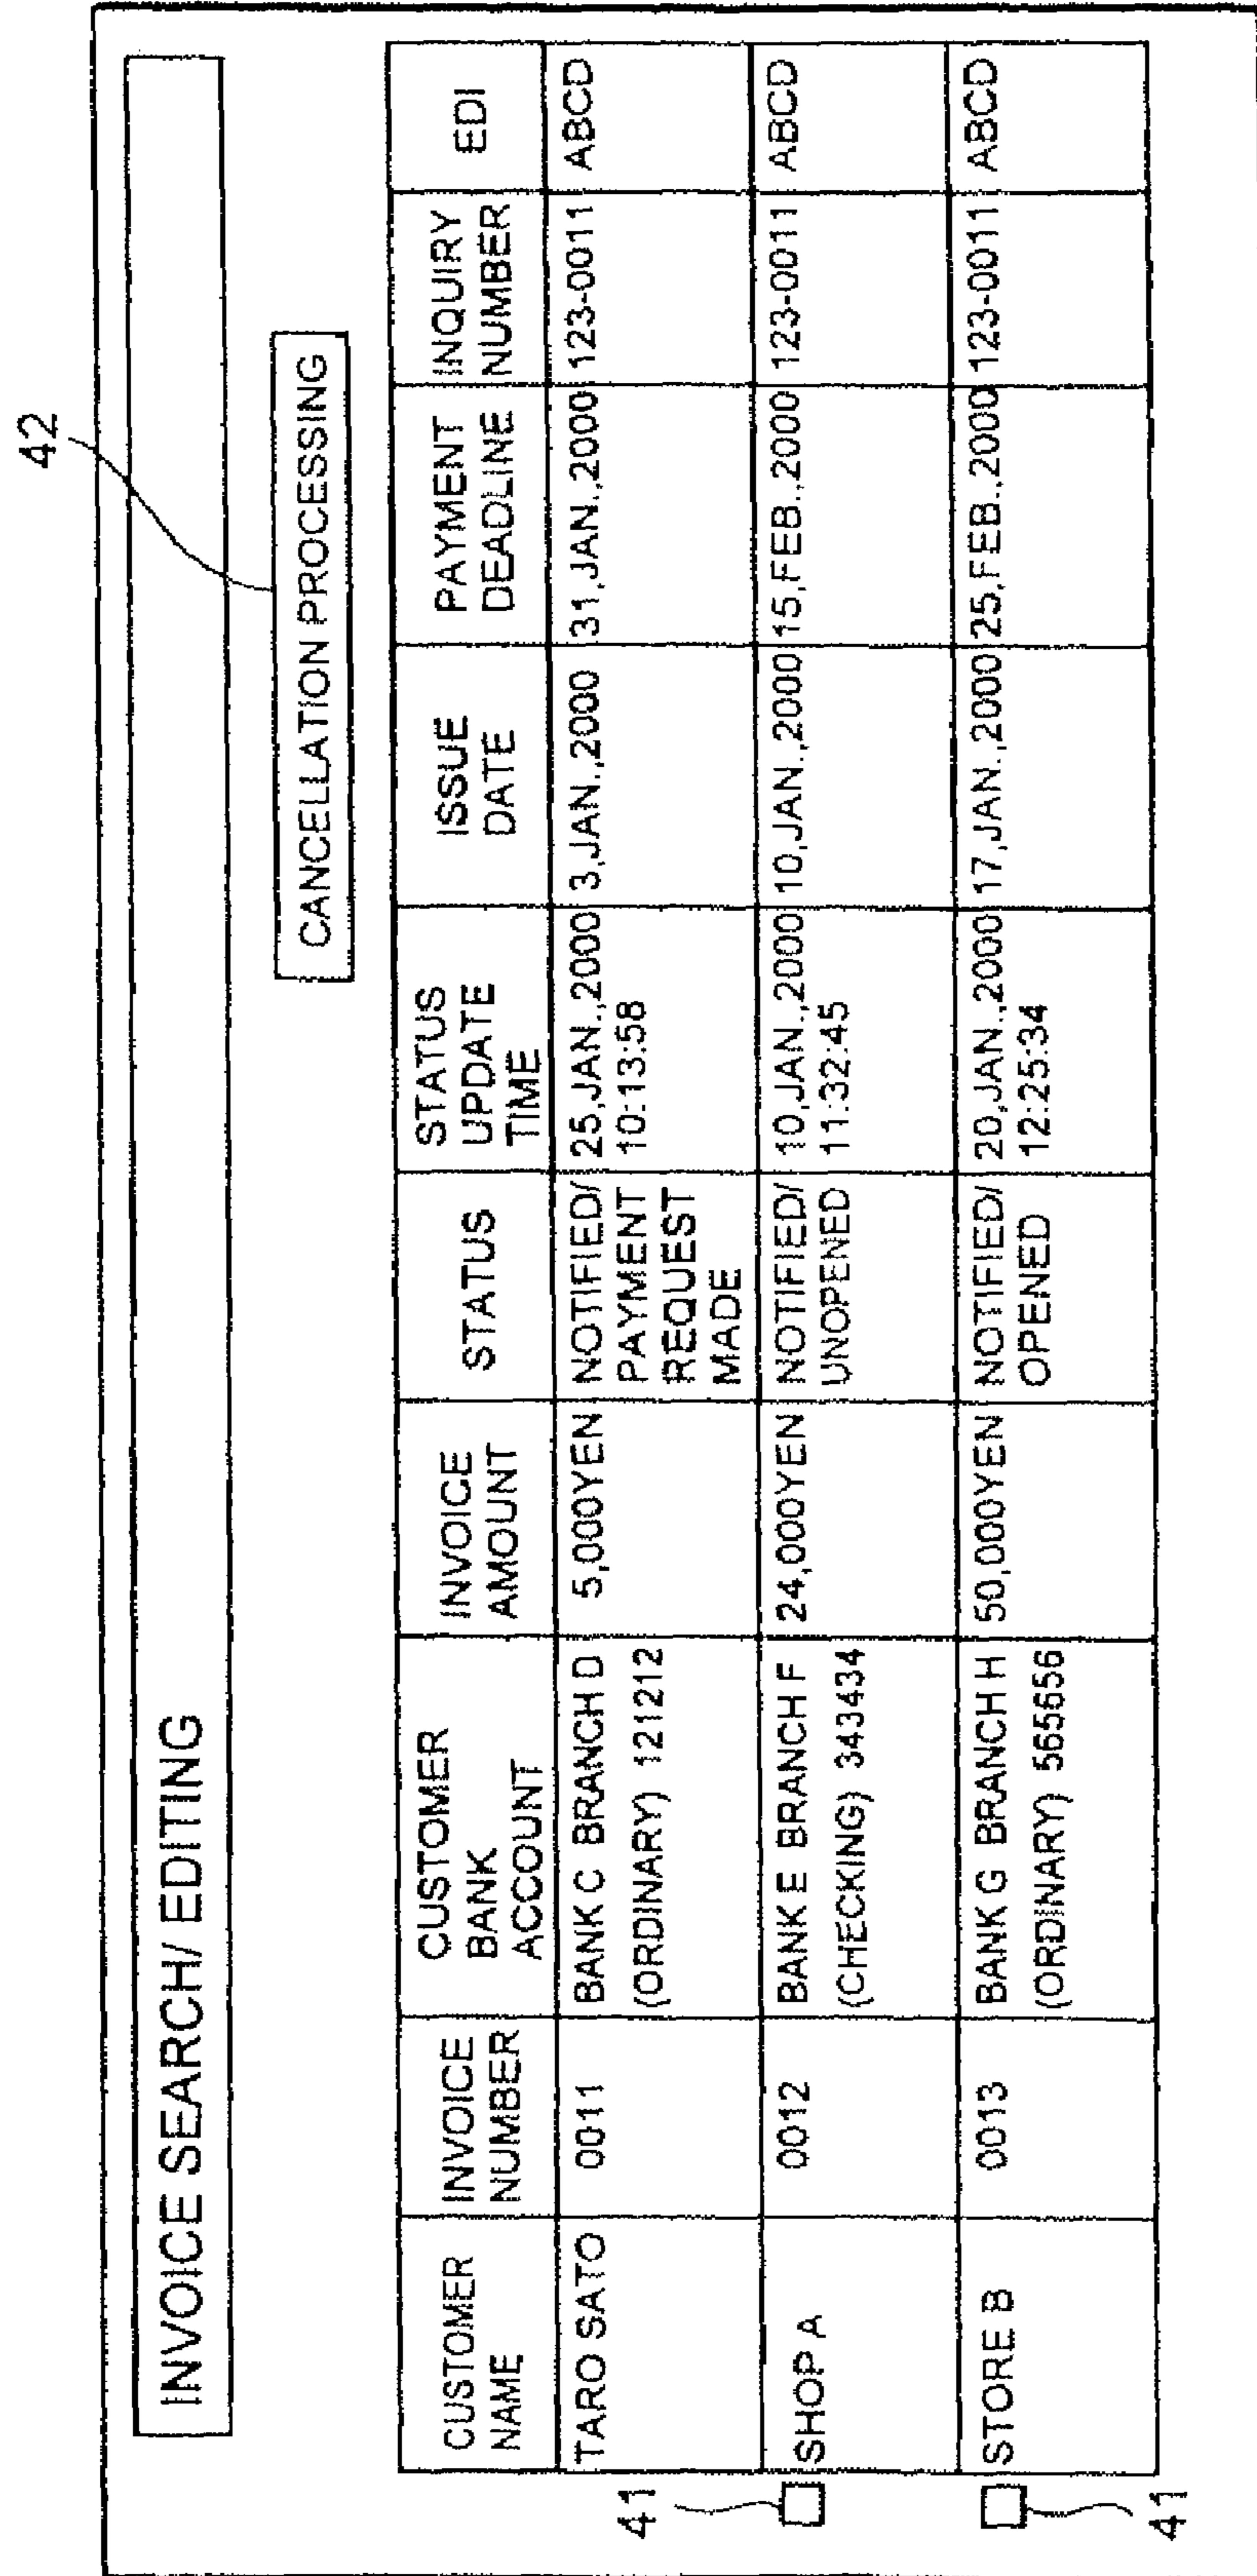 42
INVOICE SEARCH/ EDITING
CANCELLATION PROCESSING
CUSTOMER
NAME
INVOICE
NUMBER
CUSTOMER
BANK
ACCOUNT
INVOICE
AMOUNT
STATUS
STATUS
UPDATE
TIME
ISSUE
DATE
PAYMENT
DEADLINE
INQUIRY
NUMBER
EDI
TARO SATO
0011
BANK C BRANCH D
(ORDINARY) 121212
5,000YEN
NOTIFIED/
PAYMENT
REQUEST
MADE
25,JAN.,2000
10:13:58
3,JAN.,2000
31,JAN.,2000
123-0011
ABCD
41
SHOP A
0012
BANK E BRANCH F
(CHECKING) 343434
24,000YEN
NOTIFIED/
UNOPENED
10,JAN.,2000
11:32:45
10,JAN.,2000
15,FEB.,2000
123-0011
ABCD
STORE B
0013
BANK G BRANCH H
(ORDINARY) 565656
50,000YEN
NOTIFIED/
OPENED
20,JAN.,2000
12:25:34
17,JAN.,2000
25,FEB.,2000
123-0011
ABCD
41